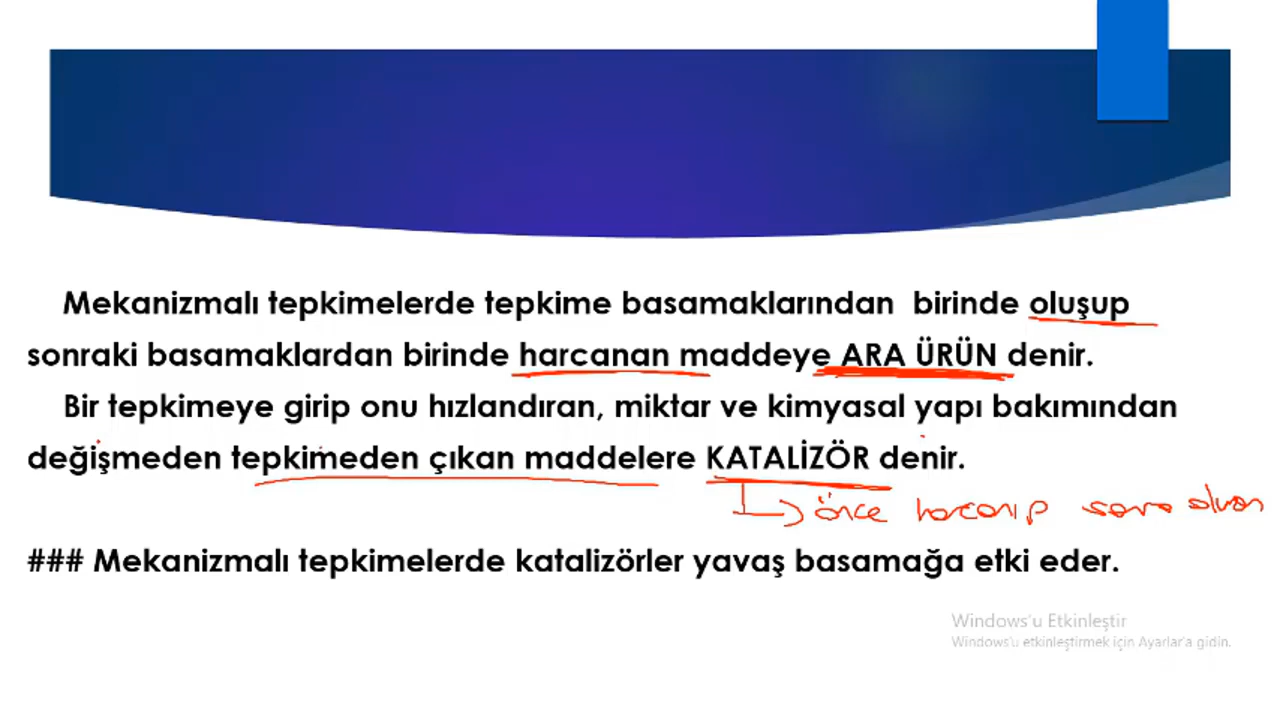 Mekanizmalı tepkimelerde tepkime basamaklarından birinde oluşup
sonraki basamaklardan birinde harcanan maddeye ARA ÜRÜN denir.
Bir tepkimeye girip onu hızlandıran, miktar ve kimyasal yapı bakımından
değişmeden tepkimeden çıkan maddelere KATALİZÖR denir.
önce harcanıp sonra oluşan
### Mekanizmalı tepkimelerde katalizörler yavaş basamağa etki eder.
Windows'u Etkinleştir
Windows'u etkinleştirmek için Ayarlar'a gidin.